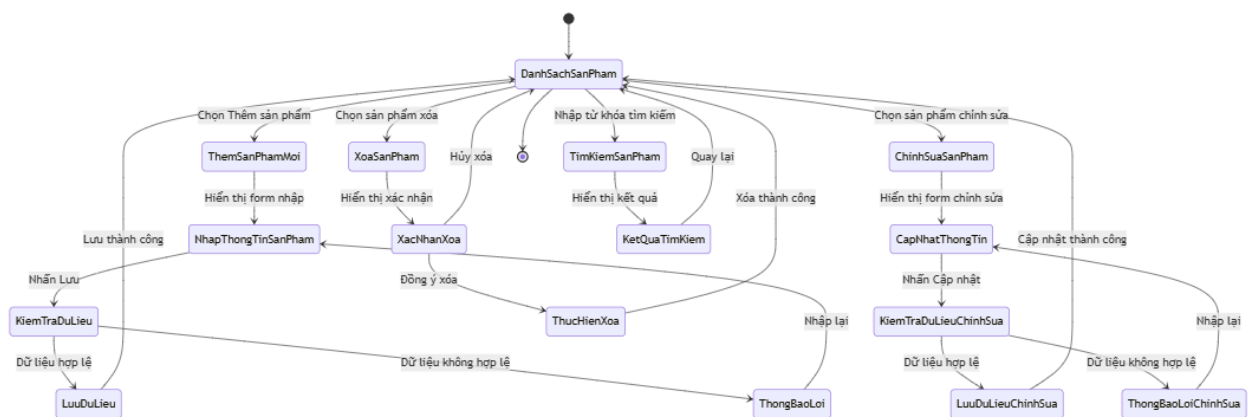 DanhSachSanPham
Chọn Thêm sản phẩm
Chọn sản phẩm xóa
Nhập từ khóa tìm kiếm
Chọn sản phẩm chỉnh sửa
ThemSanPhamMoi
XoaSanPham
Hủy xóa
TimKiemSanPham
Quay lại
ChinhSuaSanPham
Hiển thị form nhập
Hiển thị xác nhận
Hiển thị kết quả
Xóa thành công
Hiển thị form chỉnh sửa
Lưu thành công
NhapThongTinSanPham
XacNhanXoa
KetQuaTimKiem
CapNhatThongTin
Cập nhật thành công
Nhấn Lưu
Đồng ý xóa
Nhấn Cập nhật
KiemTraDuLieu
ThucHienXoa
Nhập lại
KiemTraDuLieuChinhSua
Nhập lại
Dữ liệu hợp lệ
Dữ liệu không hợp lệ
Dữ liệu hợp lệ
Dữ liệu không hợp lệ
LuuDuLieu
ThongBaoLoi
LuuDuLieuChinhSua
ThongBaoLoiChinhSua